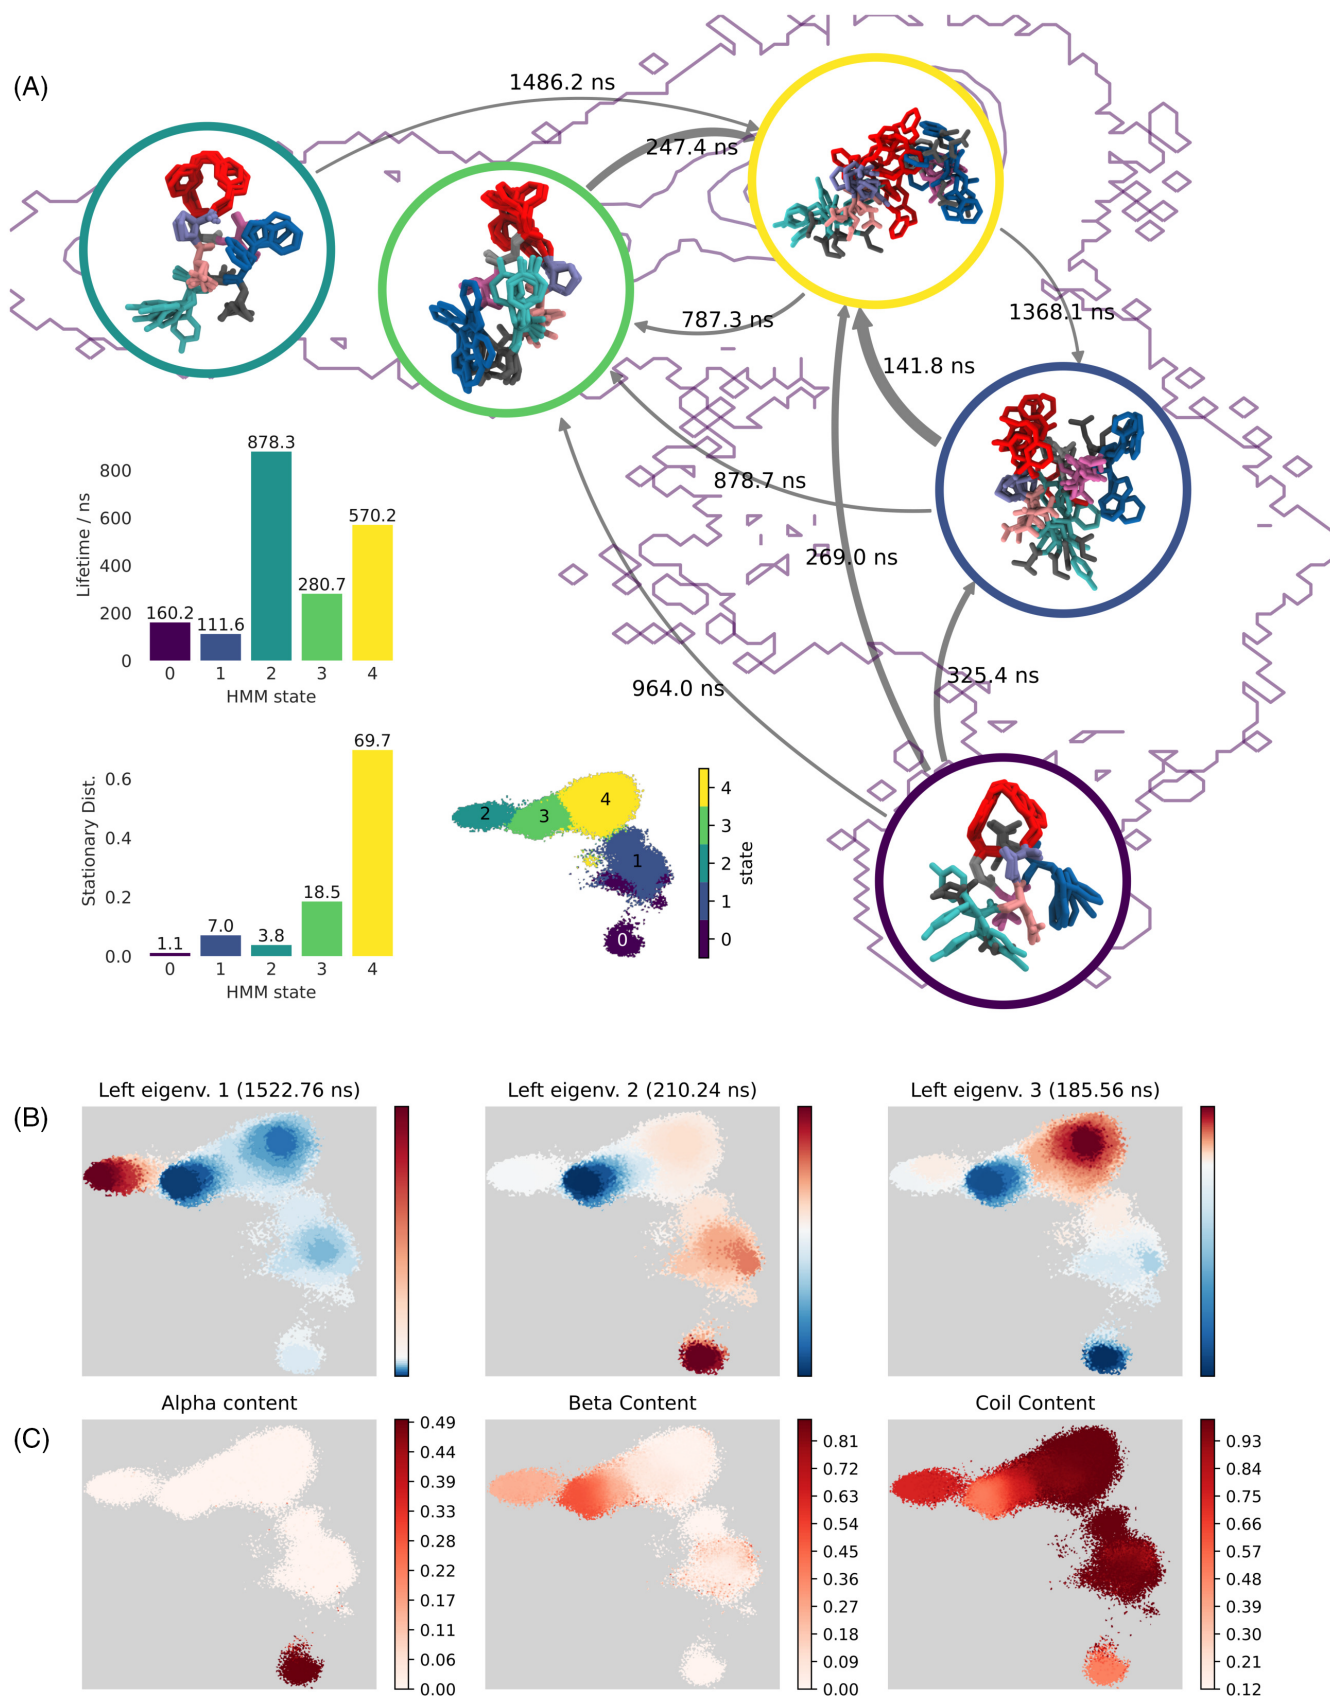 (A)
1486.2 ns
247.4 ns
787.3 ns
1368.1 ns
141.8 ns
878.7 ns
269.0 ns
964.0 ns
325.4 ns
Lifetime / ns
800
600
400
200
0
160.2
111.6
878.3
280.7
570.2
0 1 2 3 4
HMM state
Stationary Dist.
0.6
0.4
0.2
0.0
1.1
7.0
3.8
18.5
69.7
0 1 2 3 4
HMM state
2
3
4
1
0
4
3
2
1
0
state
(B)
Left eigenv. 1 (1522.76 ns)
Left eigenv. 2 (210.24 ns)
Left eigenv. 3 (185.56 ns)
(C)
Alpha content
0.49
0.44
0.39
0.33
0.28
0.22
0.17
0.11
0.06
0.00
Beta Content
0.81
0.72
0.63
0.54
0.45
0.36
0.27
0.18
0.09
0.00
Coil Content
0.93
0.84
0.75
0.66
0.57
0.48
0.39
0.30
0.21
0.12